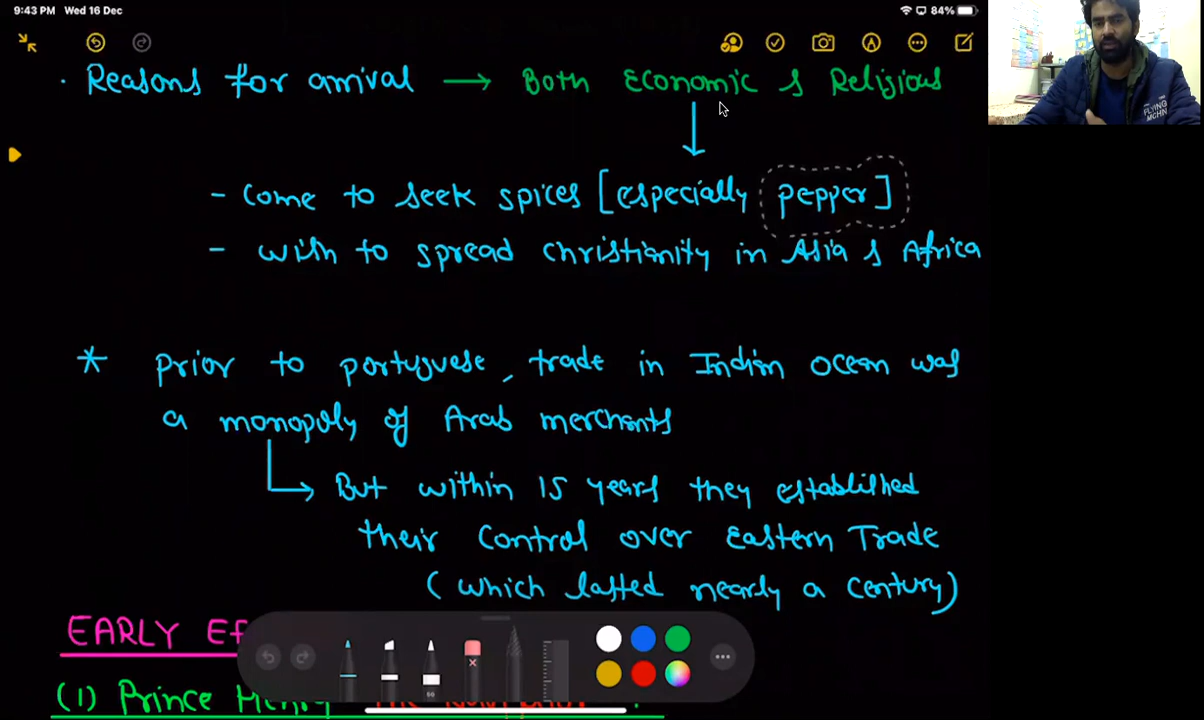 9:43 PM Wed 16 Dec
84%
· Reasons for arrival → Both Economic & Religious
- Come to seek spices [especially pepper]
- Wish to spread christianity in Asia & Africa
* Prior to portuguese, trade in Indian ocean was
a monopoly of Arab merchants
But within 15 years they established
their control over Eastern Trade
(which lasted nearly a century)
EARLY
(1) Prince Henry
FLYING
MCHN